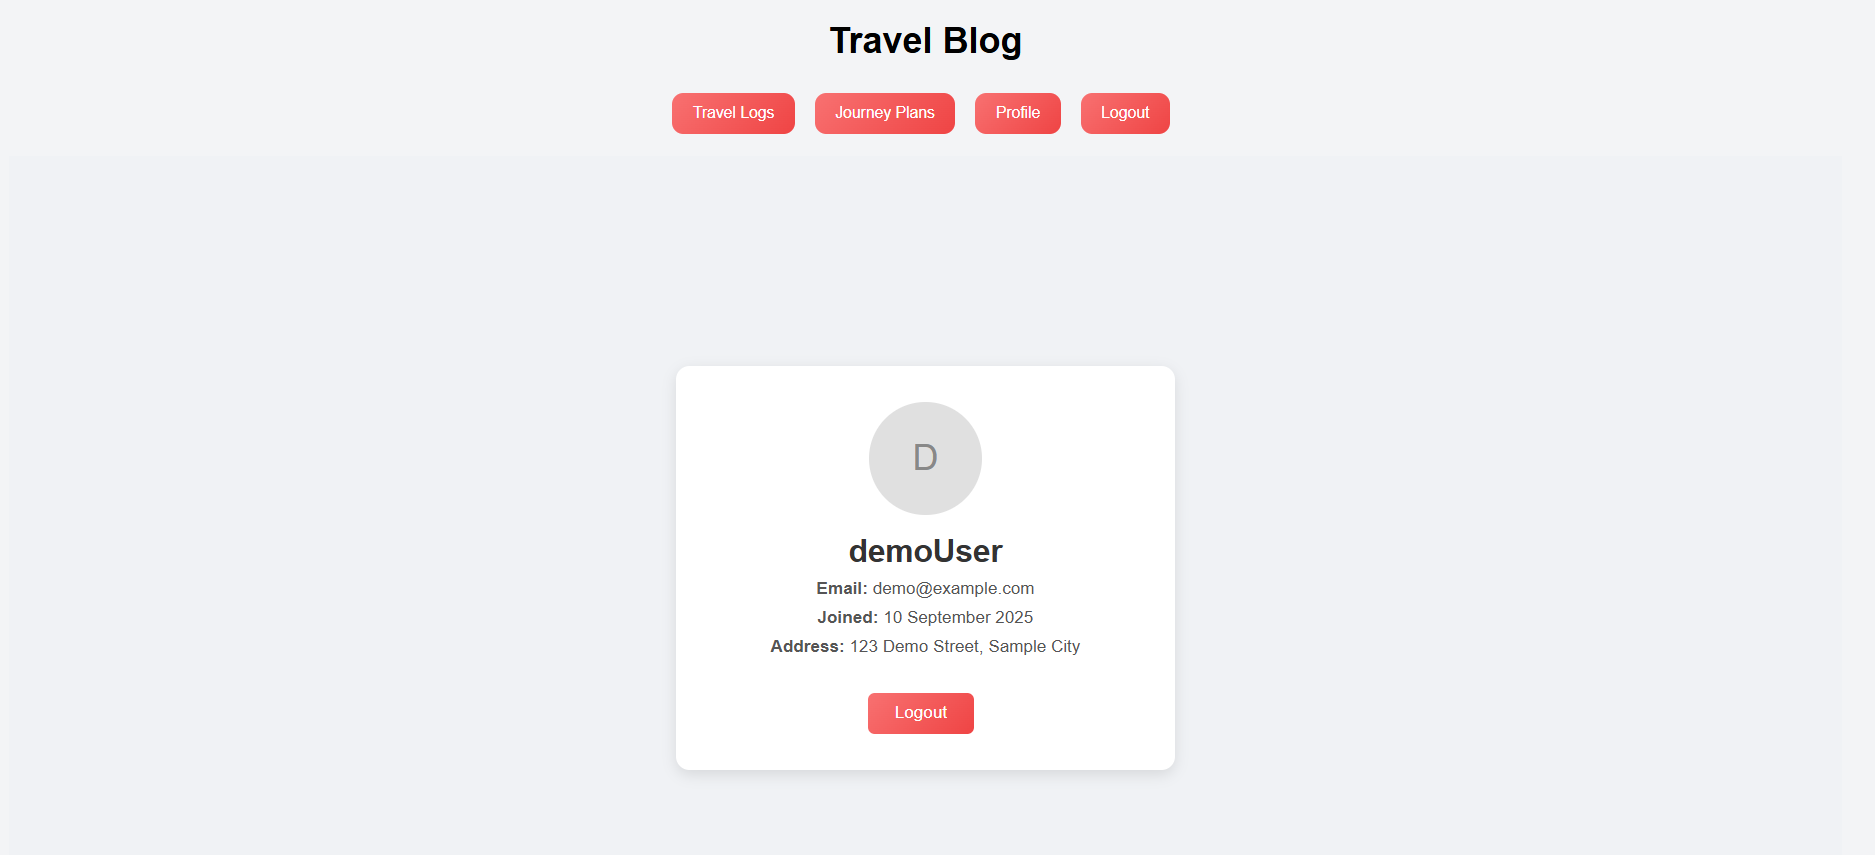 Travel Blog
Travel Logs Journey Plans Profile Logout
D
demoUser
Email: demo@example.com
Joined: 10 September 2025
Address: 123 Demo Street, Sample City
Logout